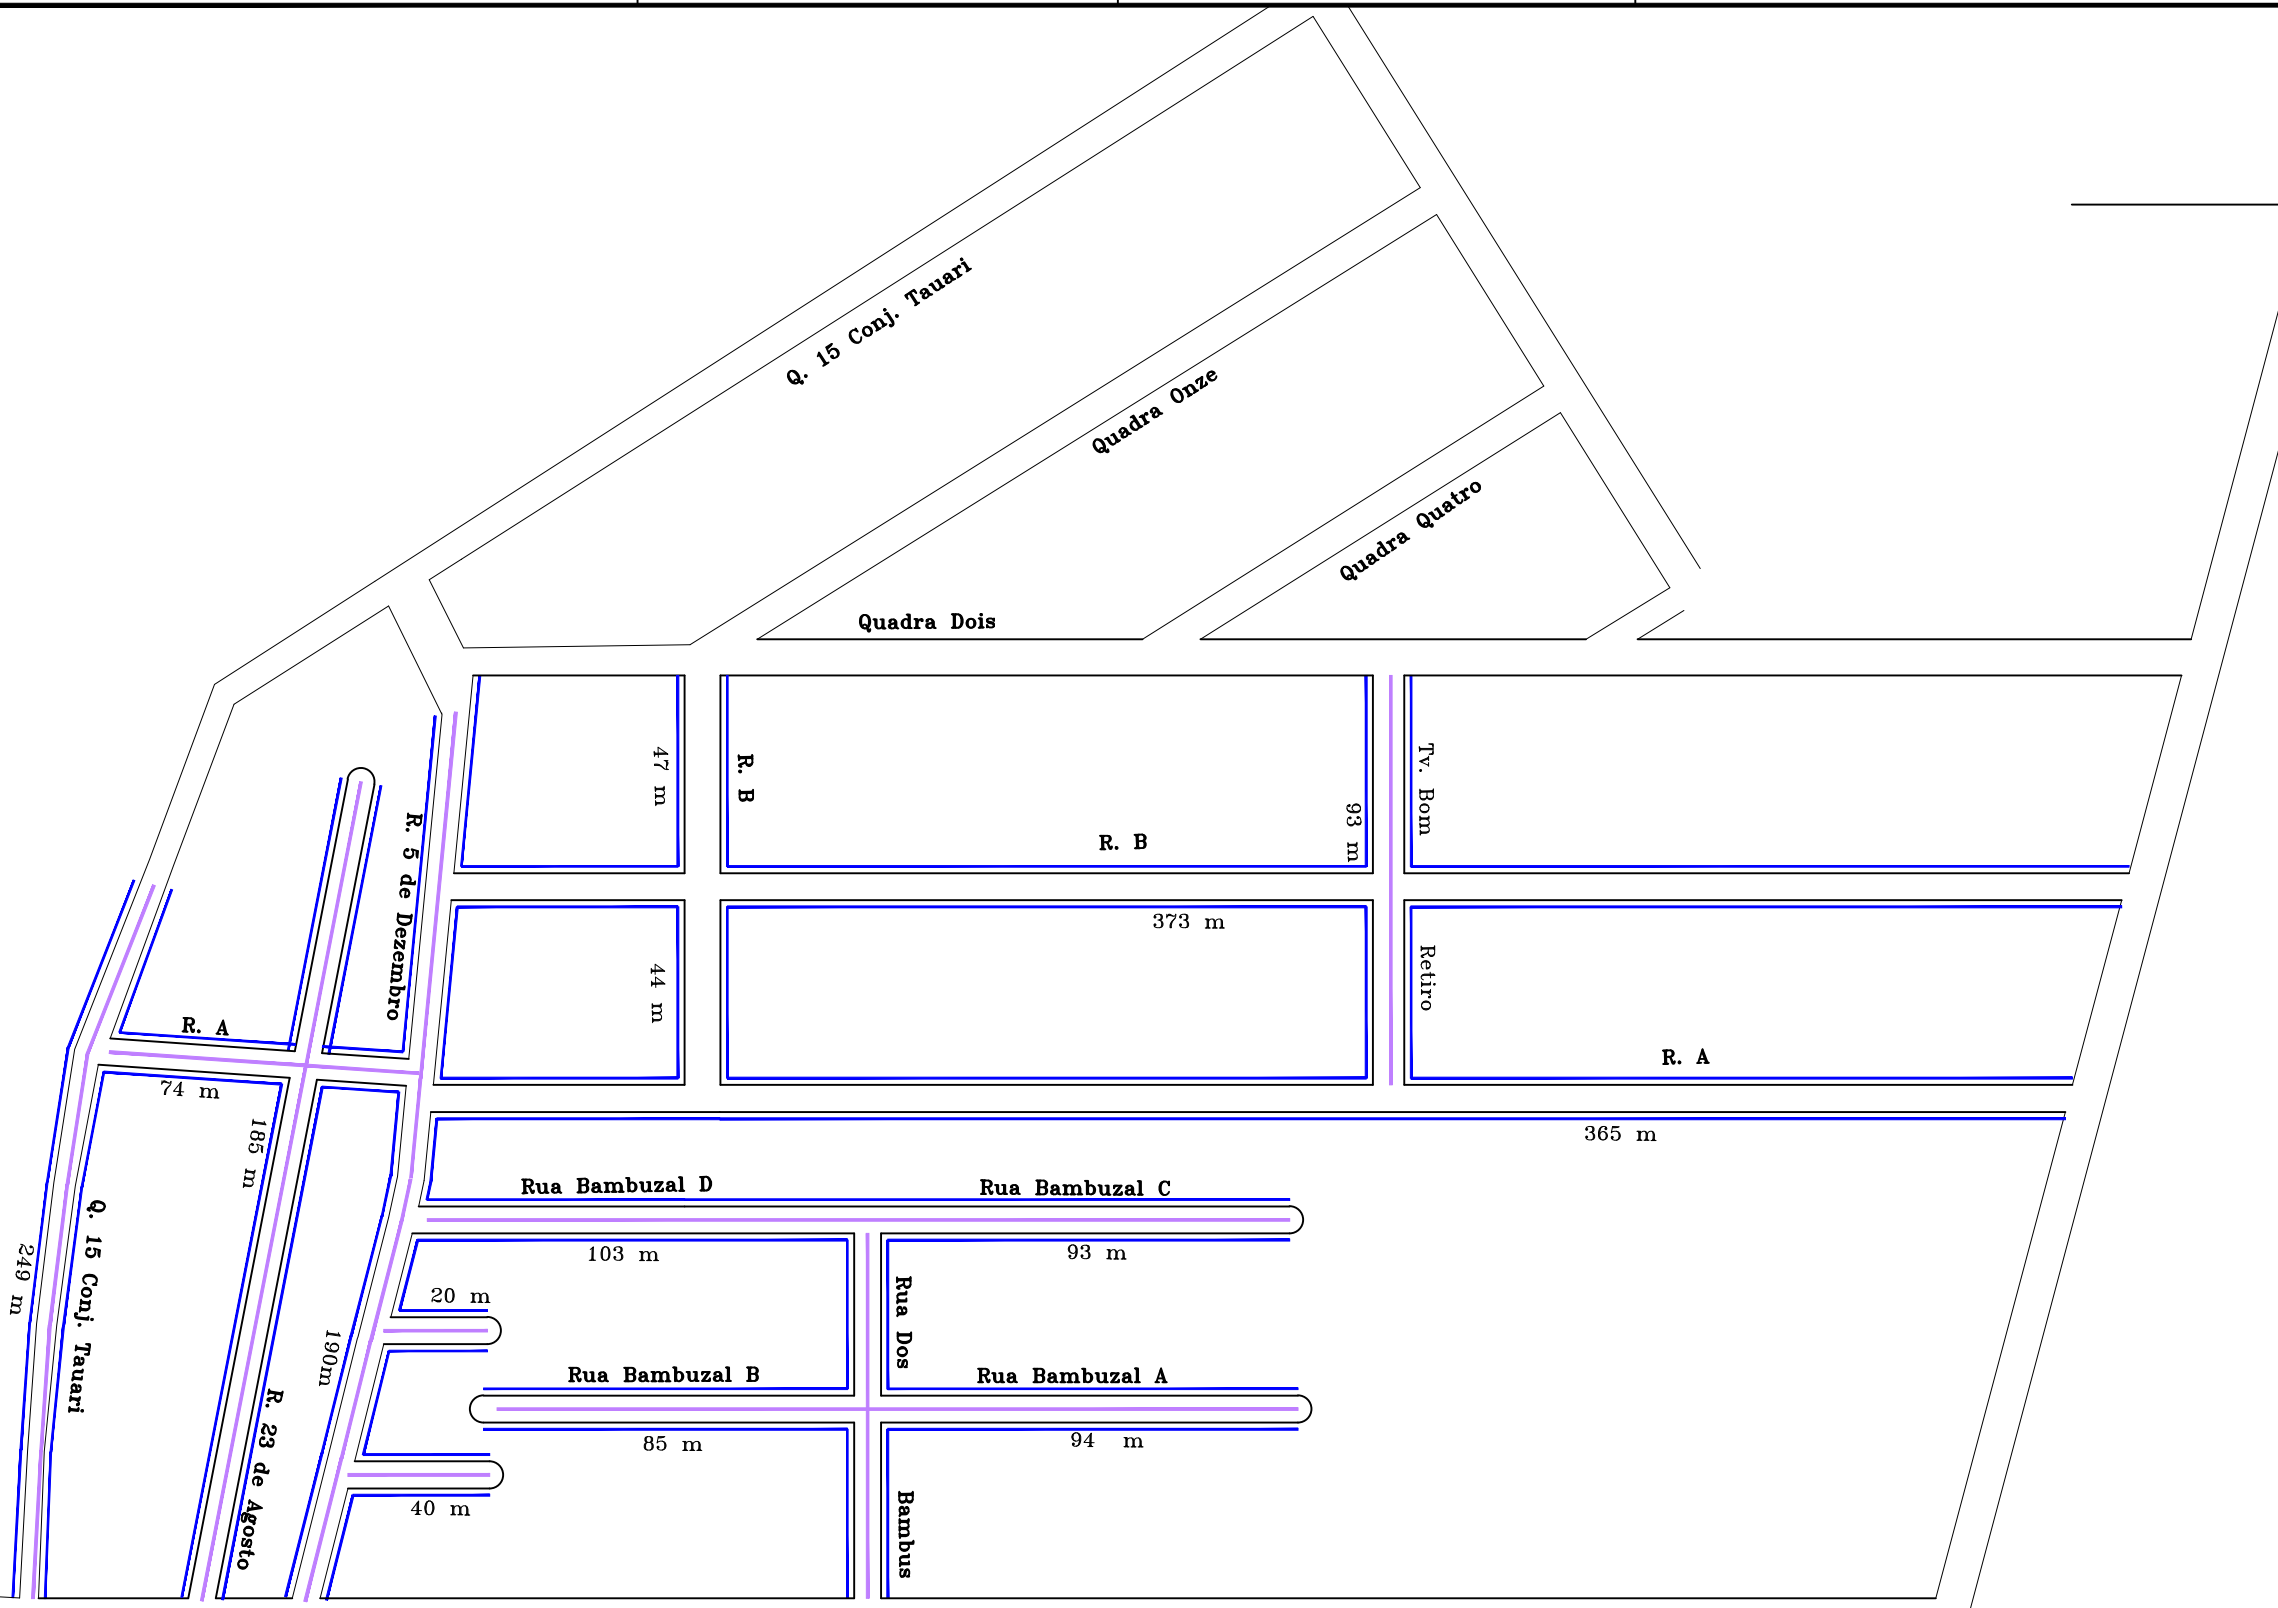 Q. 15 Conj. Tauari
Quadra Onze
Quadra Quatro
Quadra Dois
47 m
R. B
R. B
93 m
Tv. Bom
R. 5 de Dezembro
373 m
44 m
Retiro
R. A
R. A
74 m
185 m
365 m
Rua Bambuzal D
Rua Bambuzal C
Q. 15 Conj. Tauari
249 m
103 m
93 m
20 m
Rua Dos
190m
Rua Bambuzal B
Rua Bambuzal A
R. 23 de Agosto
85 m
94 m
40 m
Bambus